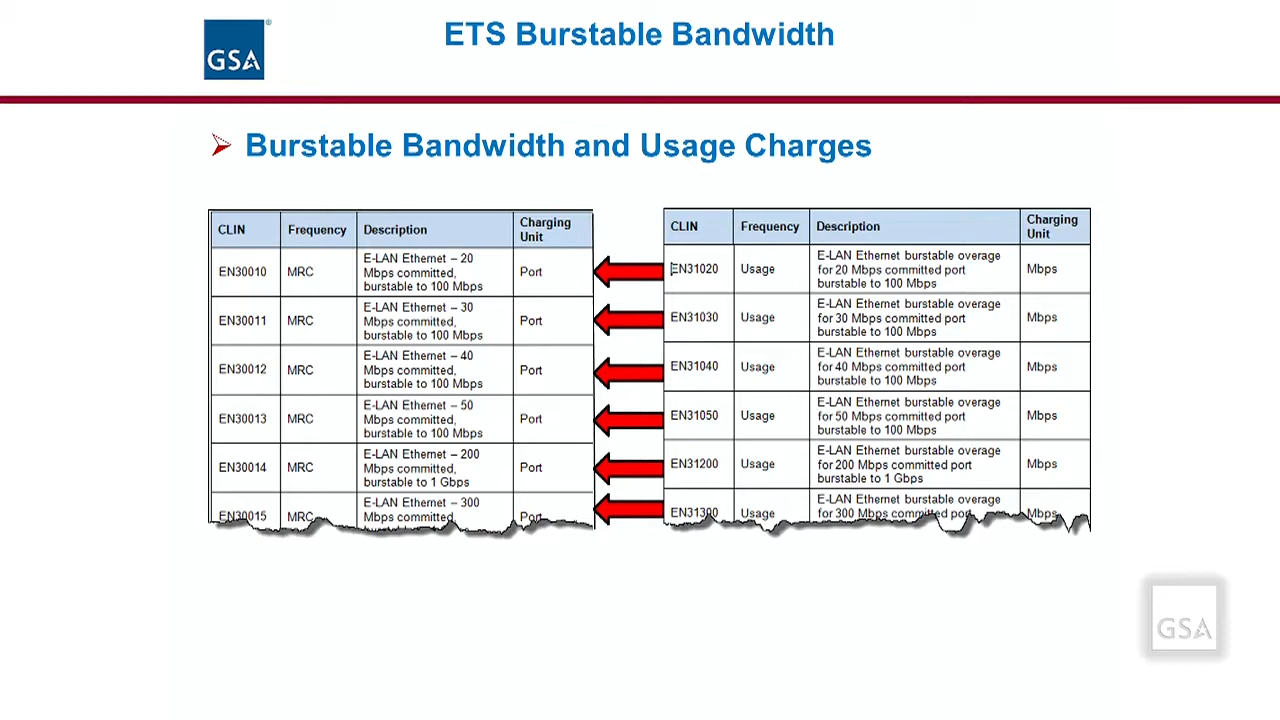 GSA
ETS Burstable Bandwidth
Burstable Bandwidth and Usage Charges
CLIN Frequency Description Charging Unit
EN30010 MRC E-LAN Ethernet – 20
Mbps committed,
burstable to 100 Mbps Port
EN30011 MRC E-LAN Ethernet – 30
Mbps committed,
burstable to 100 Mbps Port
EN30012 MRC E-LAN Ethernet – 40
Mbps committed,
burstable to 100 Mbps Port
EN30013 MRC E-LAN Ethernet – 50
Mbps committed,
burstable to 100 Mbps Port
EN30014 MRC E-LAN Ethernet – 200
Mbps committed,
burstable to 1 Gbps Port
EN30015 MRC E-LAN Ethernet – 300
Mbps committed Port
CLIN Frequency Description Charging Unit
EN31020 Usage E-LAN Ethernet burstable overage
for 20 Mbps committed port
burstable to 100 Mbps Mbps
EN31030 Usage E-LAN Ethernet burstable overage
for 30 Mbps committed port
burstable to 100 Mbps Mbps
EN31040 Usage E-LAN Ethernet burstable overage
for 40 Mbps committed port
burstable to 100 Mbps Mbps
EN31050 Usage E-LAN Ethernet burstable overage
for 50 Mbps committed port
burstable to 100 Mbps Mbps
EN31200 Usage E-LAN Ethernet burstable overage
for 200 Mbps committed port
burstable to 1 Gbps Mbps
EN31300 Usage E-LAN Ethernet burstable overage
for 300 Mbps committed port Mbps
GSA